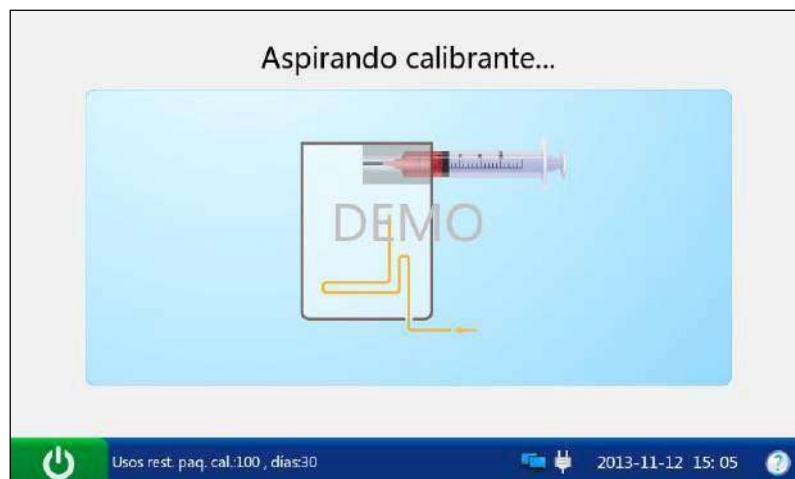 Aspirando calibrante...
DEMO
Usos rest. paq. cal.:100 , días:30
2013-11-12 15: 05
?